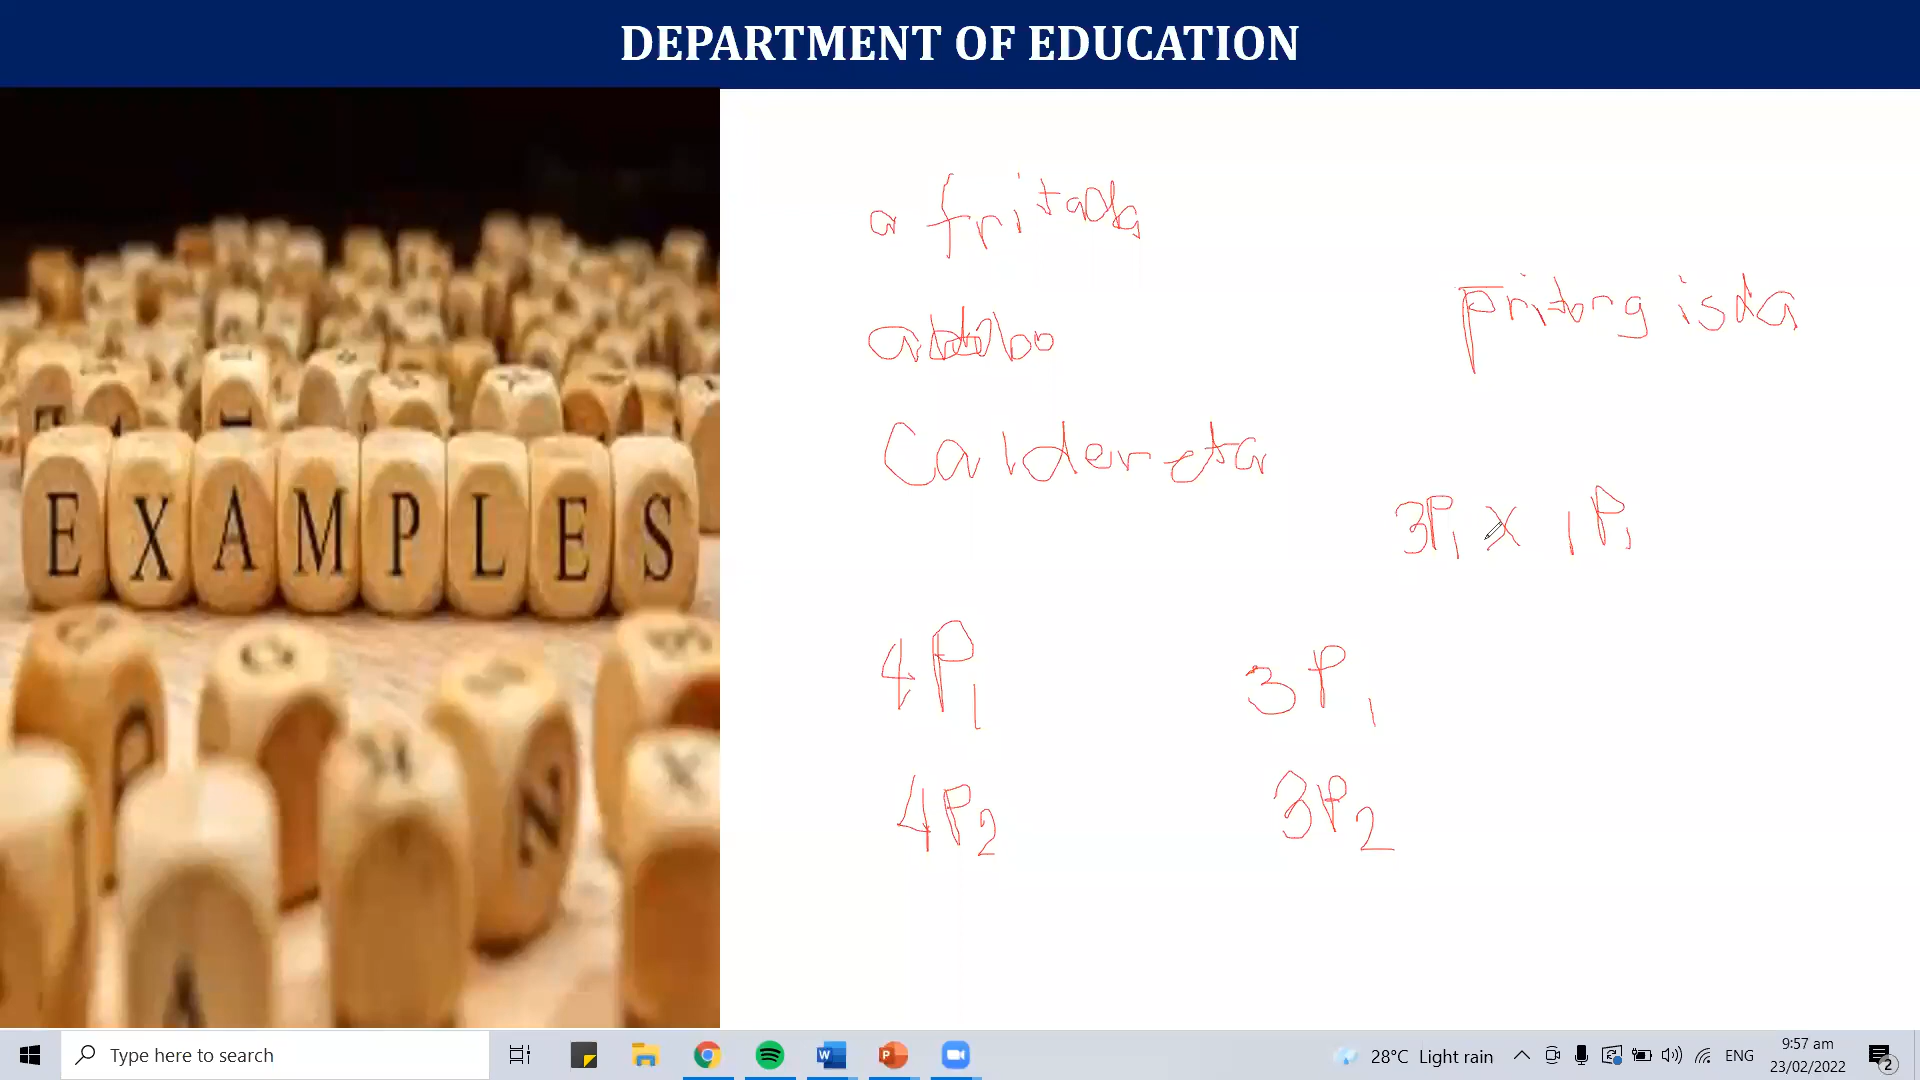 DEPARTMENT OF EDUCATION
a fritada
pritong isda
Caldereta
3P1 x 1P1
EXAMPLES
4P1
3P1
4P2
3P2
Type here to search
28°C Light rain
ENG
9:57 am
23/02/2022
2